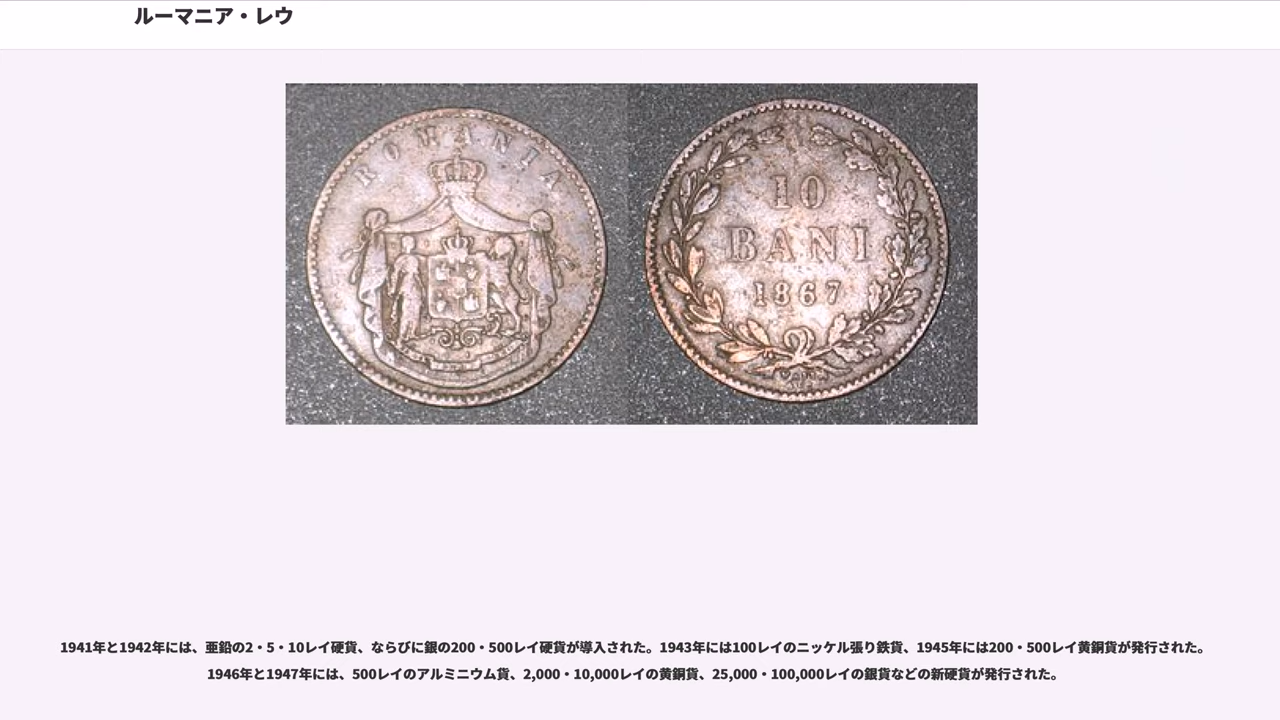 ルーマニア・レウ
ROMANIA
10
BANI
1867
1941年と1942年には、亜鉛の2・5・10レイ硬貨、ならびに銀の200・500レイ硬貨が導入された。1943年には100レイのニッケル張り鉄貨、1945年には200・500レイ黄銅貨が発行された。
1946年と1947年には、500レイのアルミニウム貨、2,000・10,000レイの黄銅貨、25,000・100,000レイの銀貨などの新硬貨が発行された。